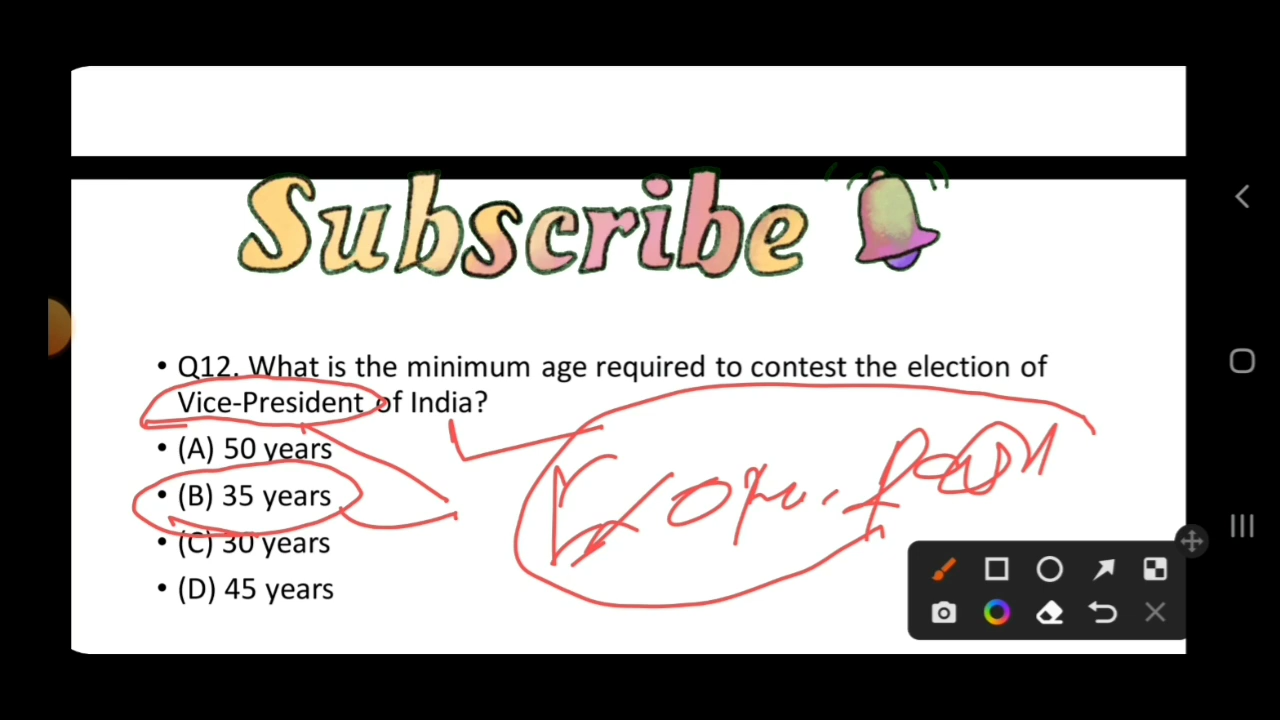 Subscribe
• Q12. What is the minimum age required to contest the election of
Vice-President of India?
• (A) 50 years
• (B) 35 years
• (C) 30 years
• (D) 45 years